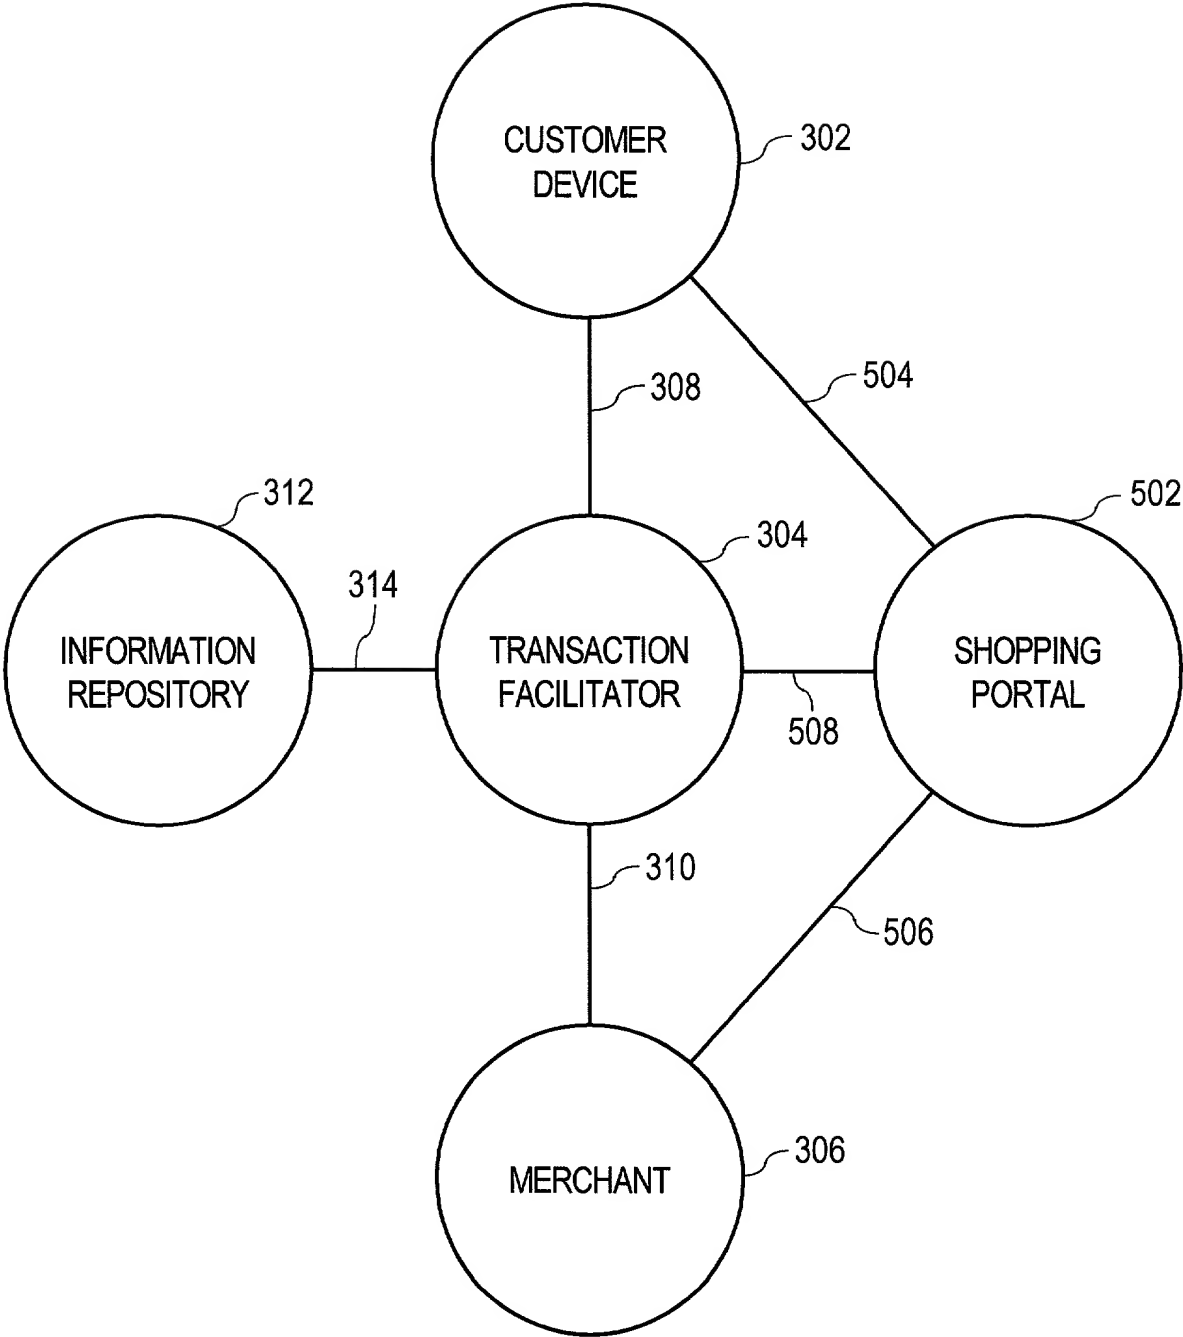 CUSTOMER
DEVICE
302
308
504
312
304
502
314
INFORMATION
REPOSITORY
TRANSACTION
FACILITATOR
SHOPPING
PORTAL
508
310
506
MERCHANT
306